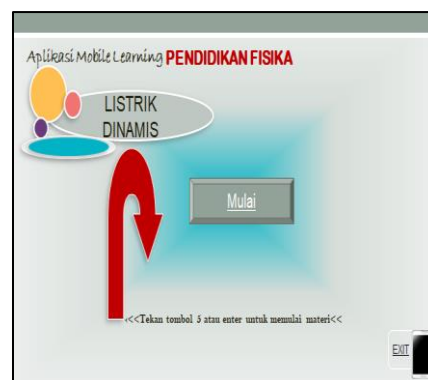 Aplikasi Mobile Learning PENDIDIKAN FISIKA
LISTRIK
DINAMIS
Mulai
<<Tekan tombol 5 atau enter untuk memulai materi<<
EXIT